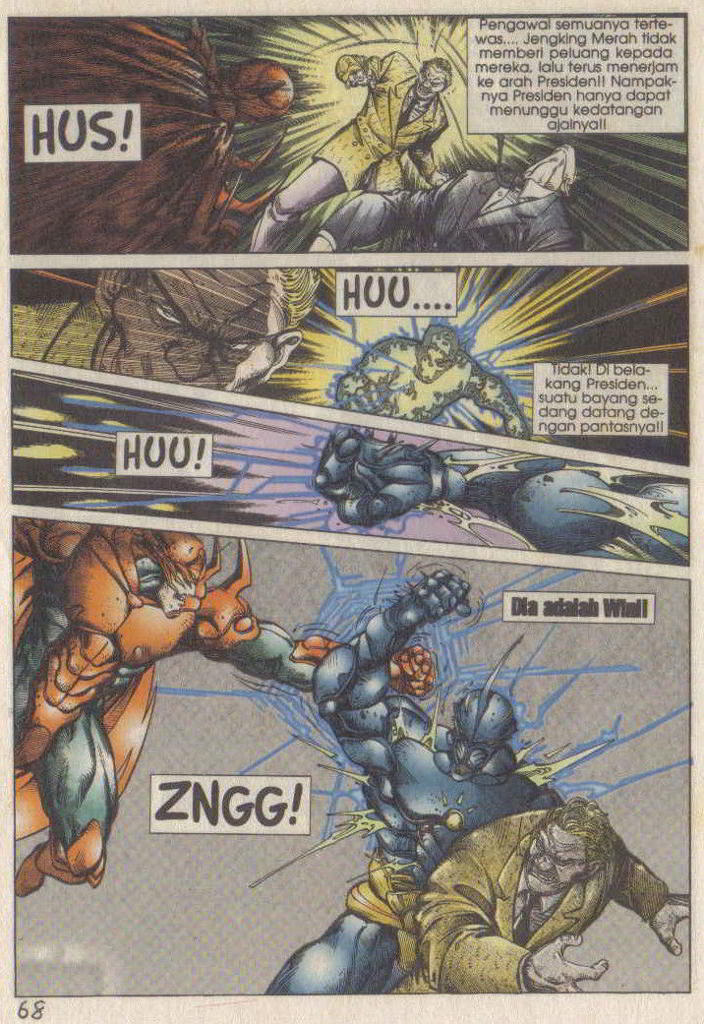 Pengawal semuanya terte-
was.... Jengking Merah tidak
memberi peluang kepada
mereka, lalu terus menerjam
ke arah Presiden!! Nampak-
nya Presiden hanya dapat
menunggu kedatangan
ajalnya!!
HUS!
HUU....
Tidak! Di bela-
kang Presiden...
suatu bayang se-
dang datang de-
ngan pantasnya!!
HUU!
Dia adalah Win!!
ZNGG!
68